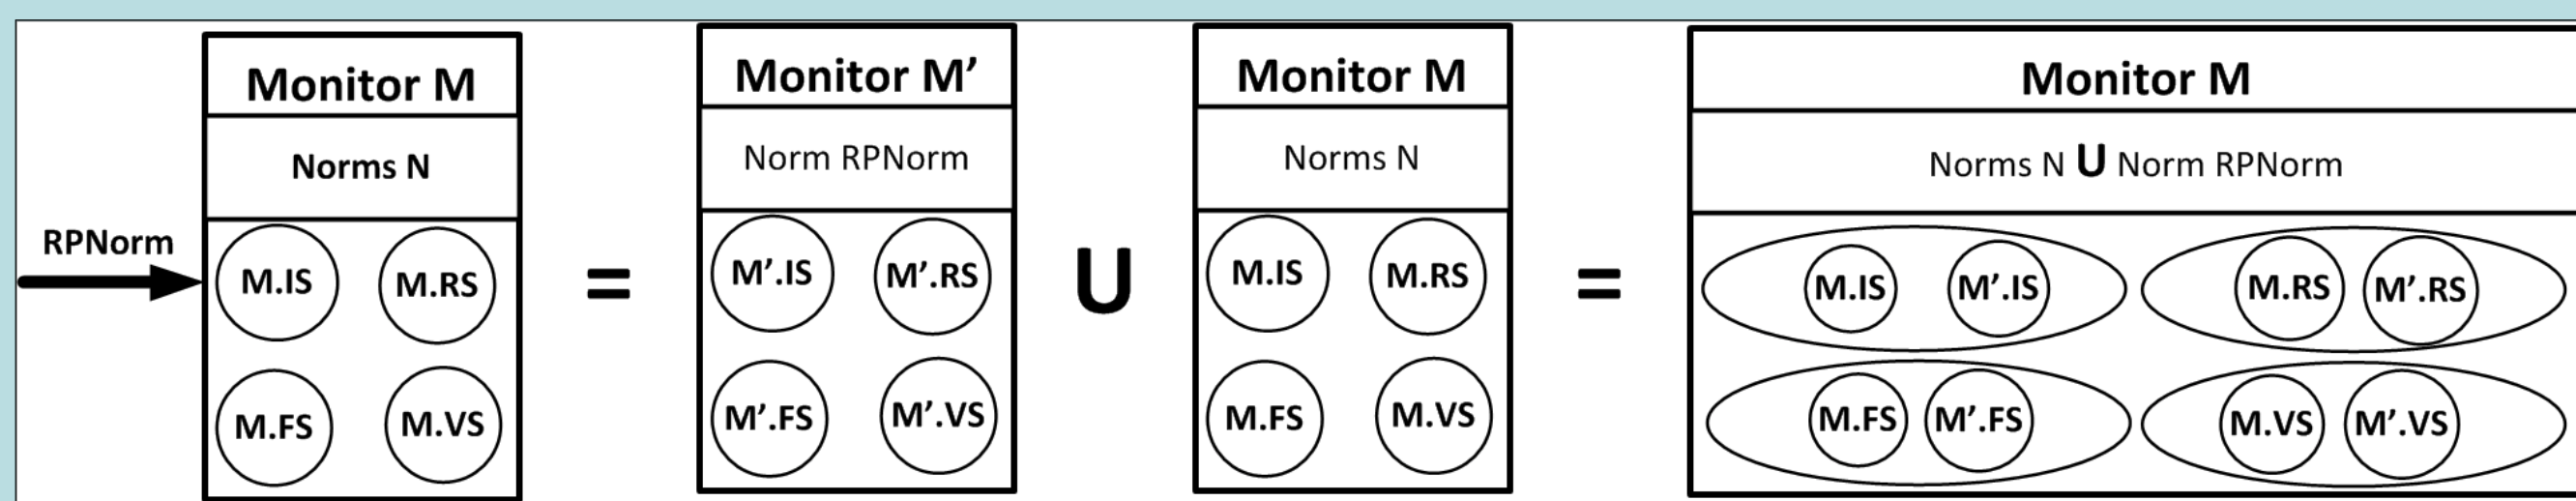 RPNorm
Monitor M
Norms N
M.IS M.RS
M.FS M.VS
=
Monitor M’
Norm RPNorm
M’.IS M’.RS
M’.FS M’.VS
U
Monitor M
Norms N
M.IS M.RS
M.FS M.VS
=
Monitor M
Norms N U Norm RPNorm
M.IS M’.IS M.RS M’.RS
M.FS M’.FS M.VS M’.VS